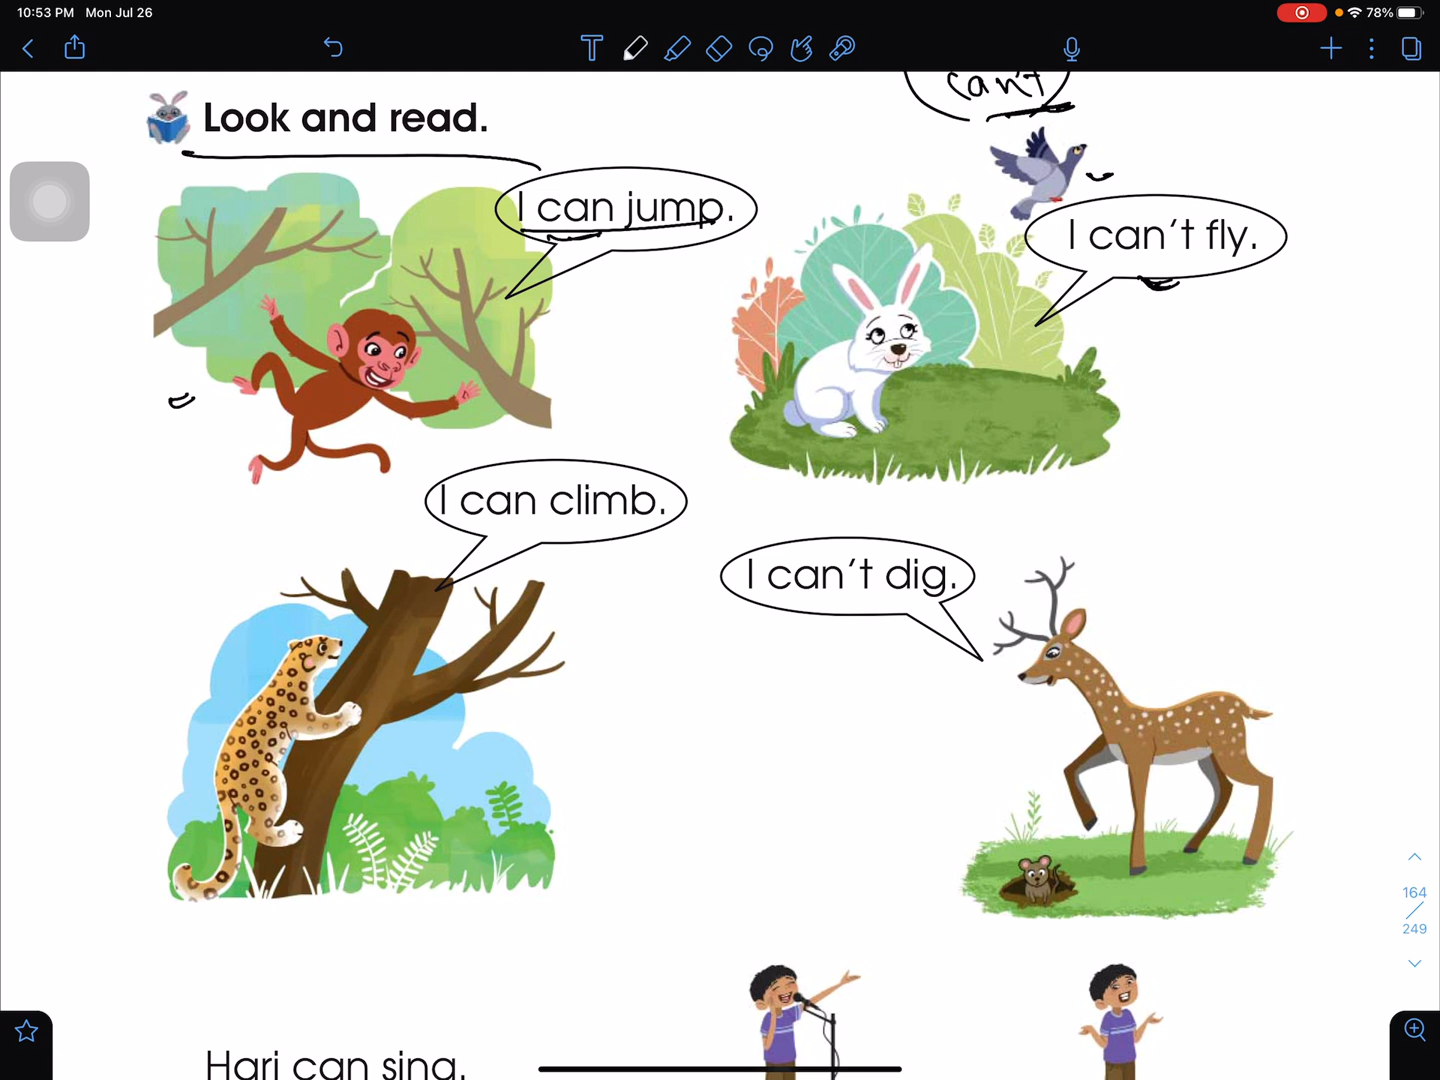 10:53 PM Mon Jul 26
78%
can't
Look and read.
I can jump.
I can't fly.
I can climb.
I can't dig.
164
249
Hari can sing.